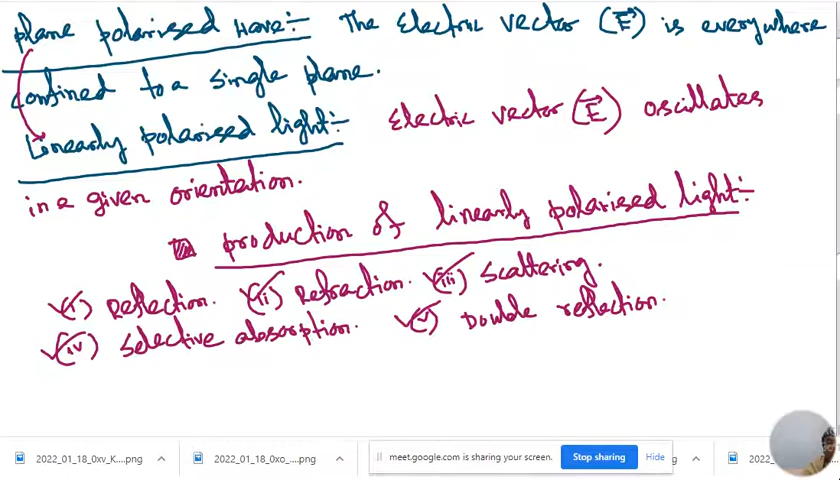 plane polarised wave:- The Electric vector (E⃗) is everywhere
confined to a single plane.
Linearly polarised light:- Electric vector (E⃗) oscillates
in a given orientation.
production of linearly polarised light:-
(i) Reflection. (ii) Refraction. (iii) Scattering.
(iv) Selective absorption. (v) Double reflection.
2022_01_18_0xv_K....png
2022_01_18_0xo_....png
meet.google.com is sharing your screen.
Stop sharing
Hide
png
2022_01_18_0